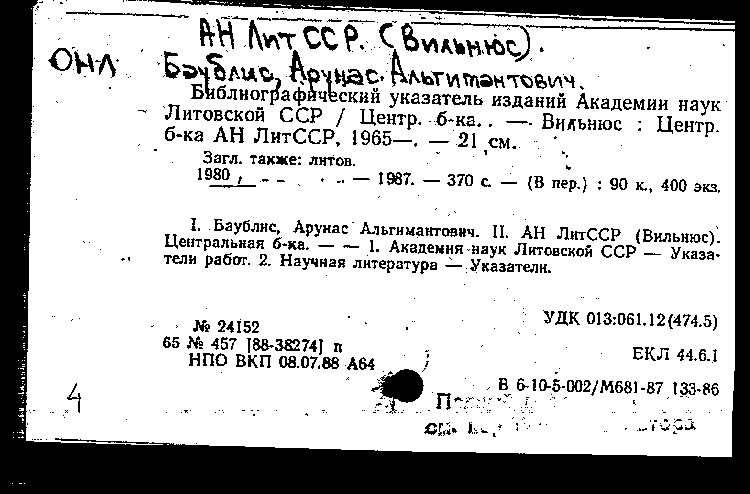 АН ЛитССР. (Вильнюс).
ОНЛ
Баублис, Арунас Альгимантович.
Библиографический указатель изданий Академии наук
Литовской ССР / Центр. б-ка. . — Вильнюс : Центр.
б-ка АН ЛитССР, 1965—. — 21 см.
Загл. также: литов.
1980, — 1987. — 370 с. — (В пер.) : 90 к., 400 экз.
I. Баублис, Арунас Альгимантович. II. АН ЛитССР (Вильнюс).
Центральная б-ка. — — 1. Академия наук Литовской ССР — Указа-
тели работ. 2. Научная литература — Указатели.
№ 24152
УДК 013:061.12(474.5)
65 № 457 [88-38274] п
НПО ВКП 08.07.88 А64
ЕКЛ 44.6.1
В 6-10-5-002/М681-87 133-86
4
см.